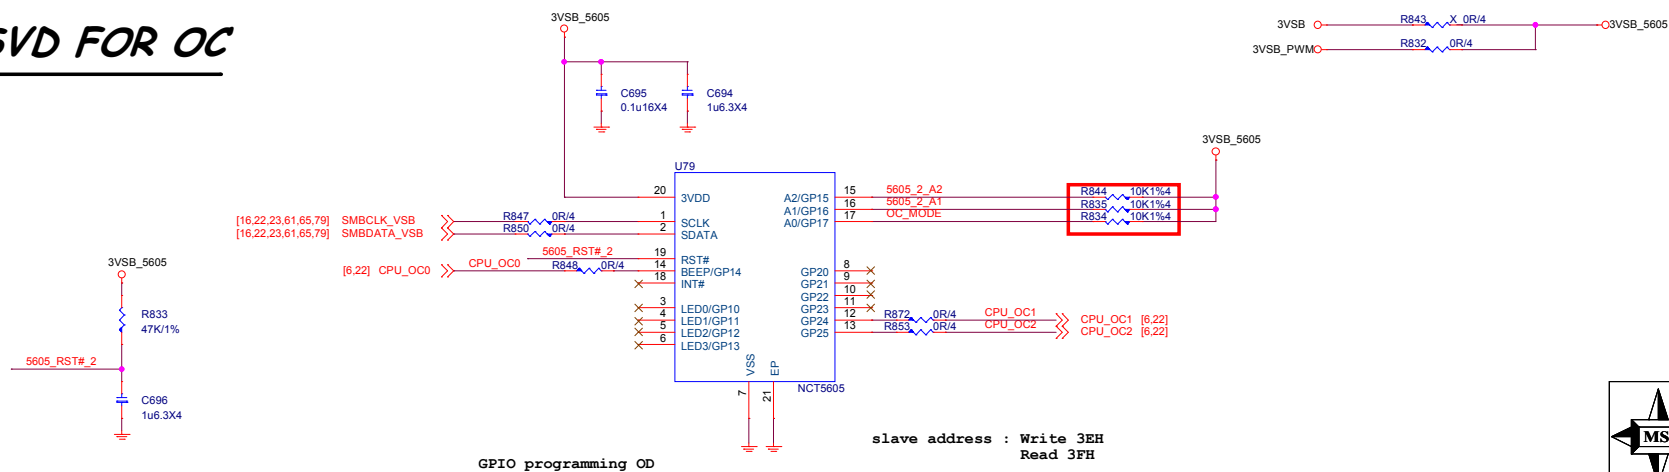 SVD FOR OC
3VSB_5605
C695
0.1u16X4
C694
1u6.3X4
3VSB
R843
X_0R/4
3VSB_5605
3VSB_PWM
R832
0R/4
3VSB_5605
U79
20
3VDD
[16,22,23,61,65,79] SMBCLK_VSB
R847
0R/4
1
SCLK
[16,22,23,61,65,79] SMBDATA_VSB
R850
0R/4
2
SDATA
5605_RST#_2
19
RST#
[6,22] CPU_OC0
CPU_OC0
R848
0R/4
14
BEEP/GP14
18
INT#
3
LED0/GP10
4
LED1/GP11
5
LED2/GP12
6
LED3/GP13
A2/GP15
15
5605_2_A2
R844
10K1%4
A1/GP16
16
5605_2_A1
R835
10K1%4
A0/GP17
17
OC_MODE
R834
10K1%4
GP20
8
GP21
9
GP22
10
GP23
11
GP24
12
R872
0R/4
CPU_OC1
CPU_OC1 [6,22]
GP25
13
R853
0R/4
CPU_OC2
CPU_OC2 [6,22]
VSS
EP
7
21
NCT5605
3VSB_5605
R833
47K/1%
5605_RST#_2
C696
1u6.3X4
slave address : Write 3EH
Read 3FH
GPIO programming OD
MS